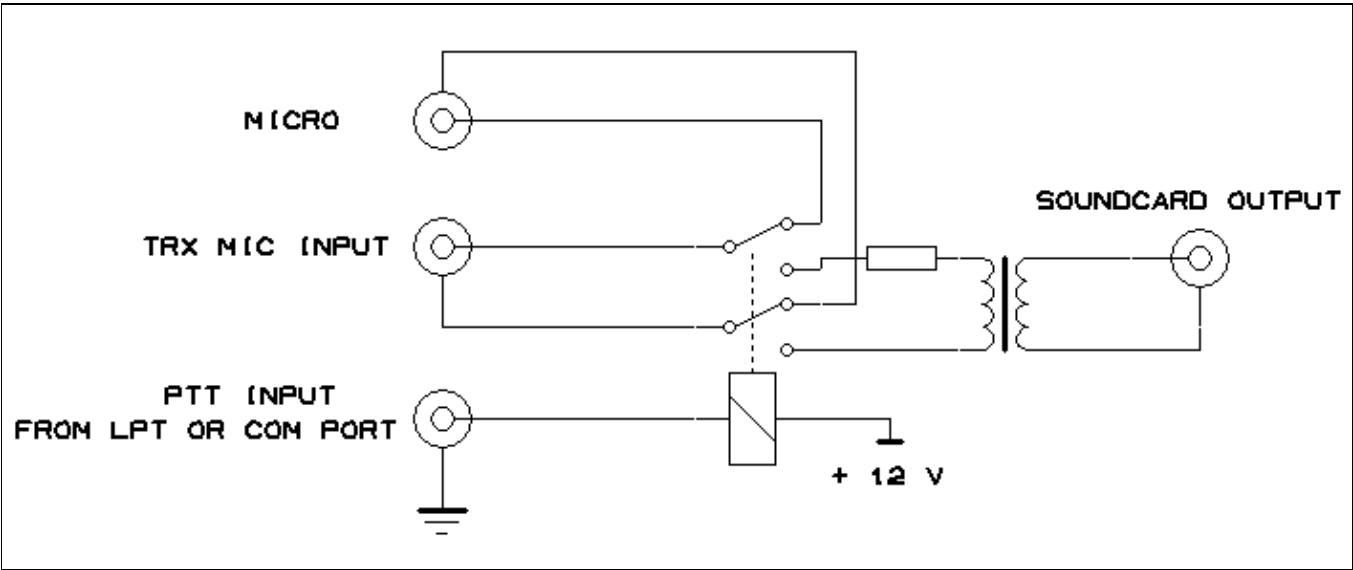 MICRO
SOUNDCARD OUTPUT
TRX MIC INPUT
PTT INPUT
FROM LPT OR COM PORT
+ 12 V